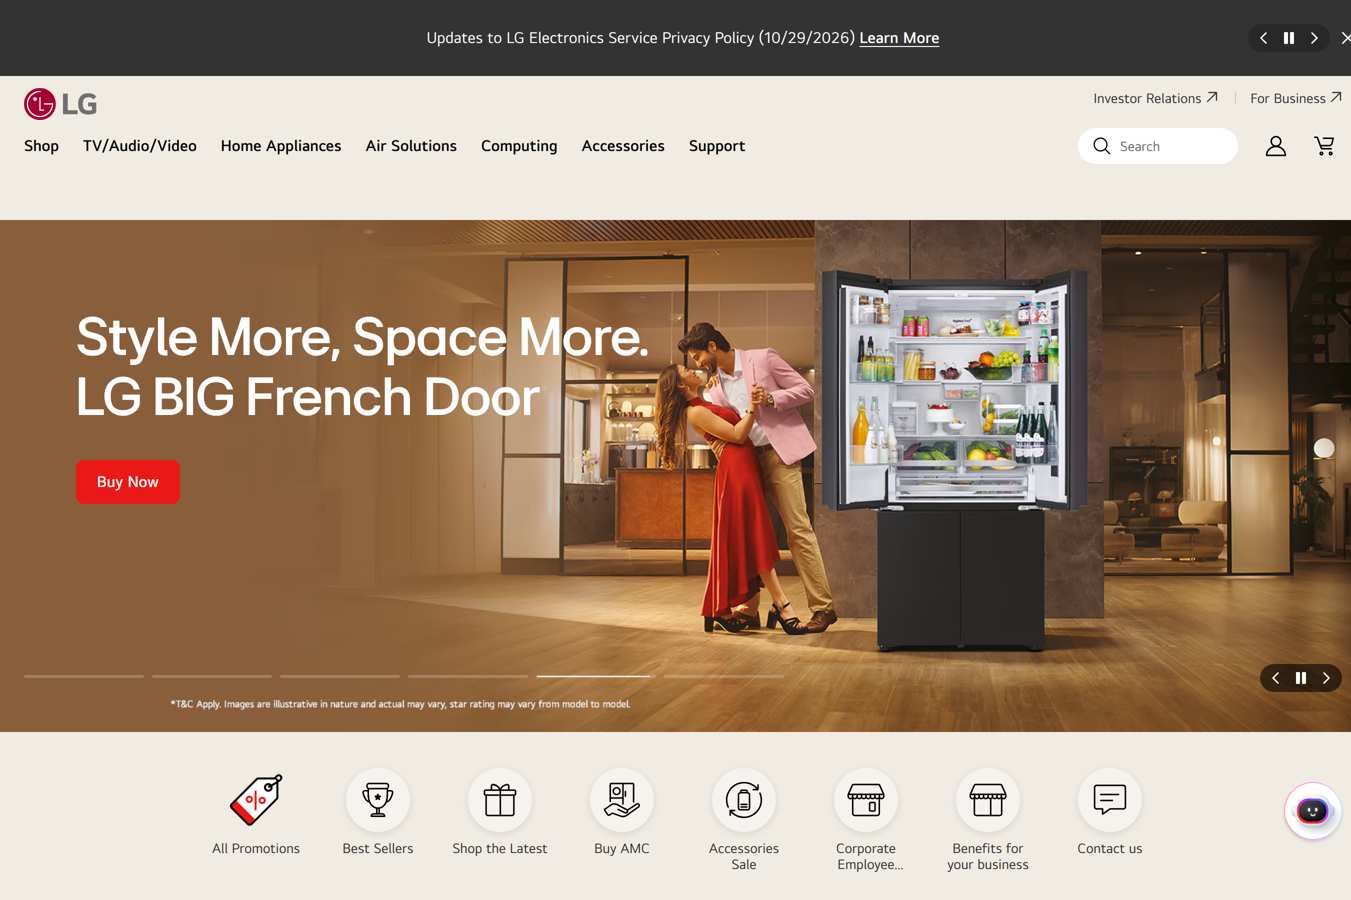 Updates to LG Electronics Service Privacy Policy (10/29/2026) Learn More
LG
Investor Relations
For Business
Shop
TV/Audio/Video
Home Appliances
Air Solutions
Computing
Accessories
Support
Search
Style More, Space More.
LG BIG French Door
Buy Now
*T&C Apply. Images are illustrative in nature and actual may vary, star rating may vary from model to model.
All Promotions
Best Sellers
Shop the Latest
Buy AMC
Accessories
Sale
Corporate
Employee...
Benefits for
your business
Contact us